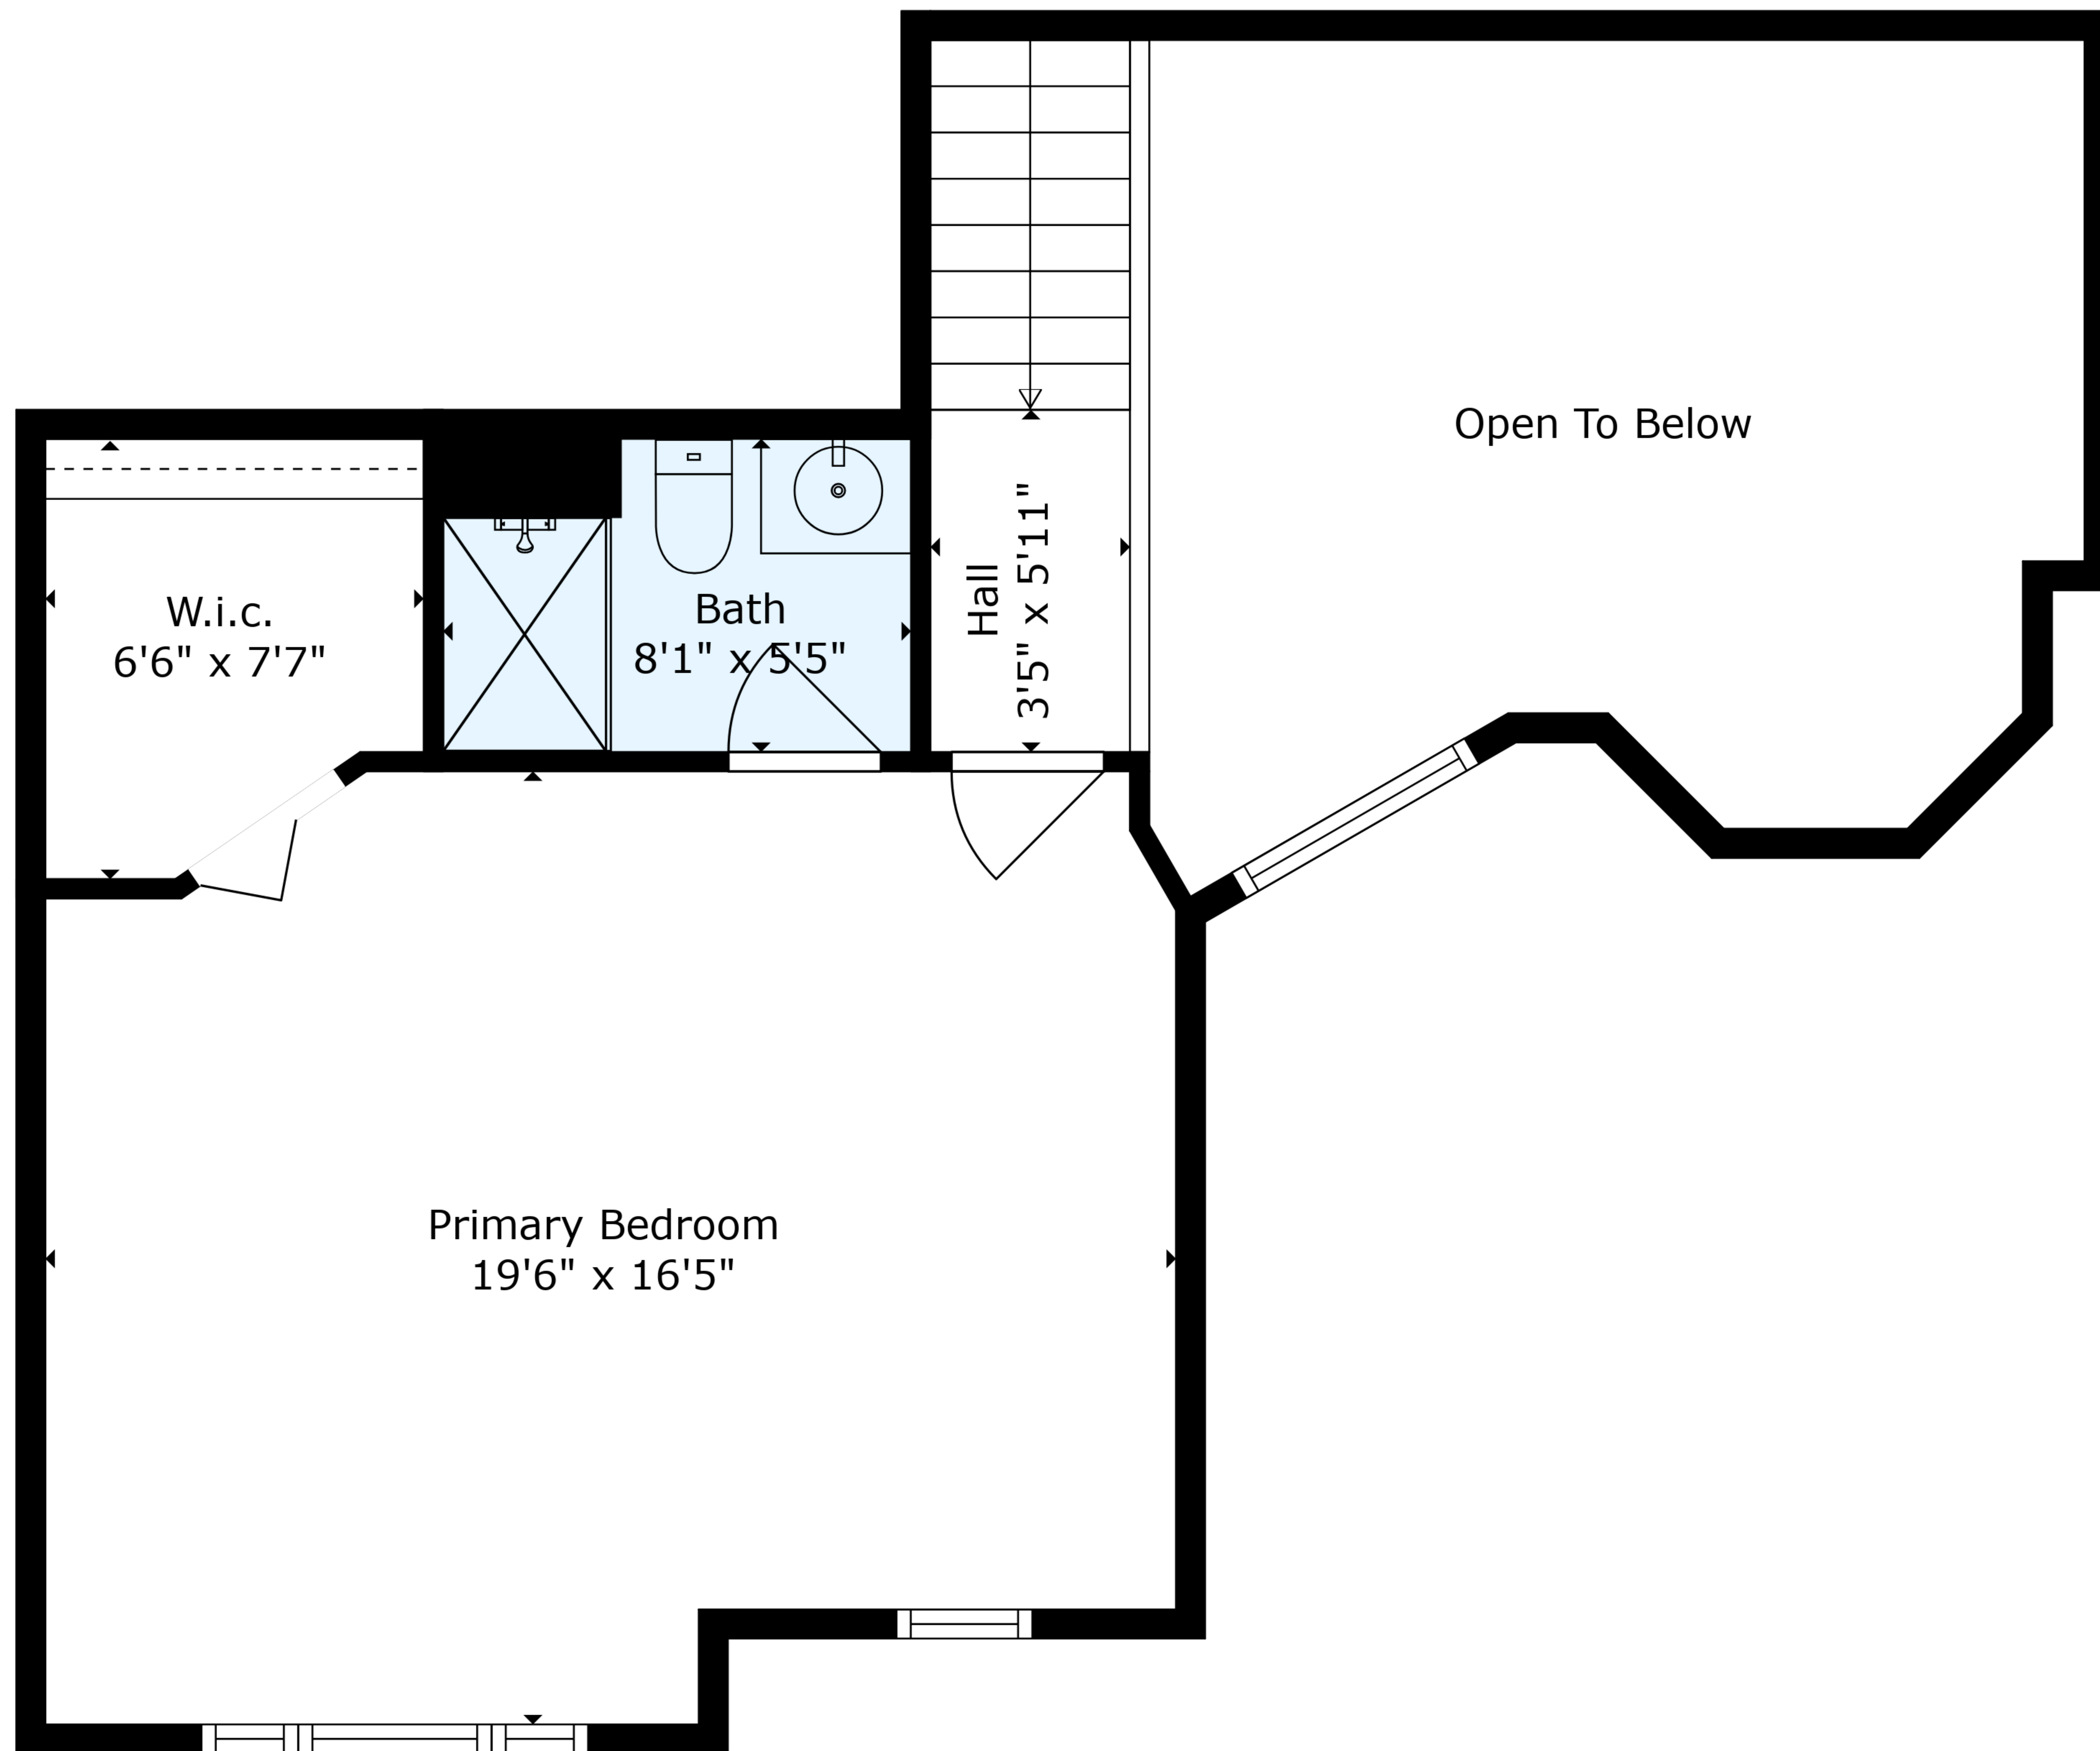 Open To Below
W.i.c.
6'6" x 7'7"
Bath
8'1" x 5'5"
Hall
3'5" x 5'11"
Primary Bedroom
19'6" x 16'5"